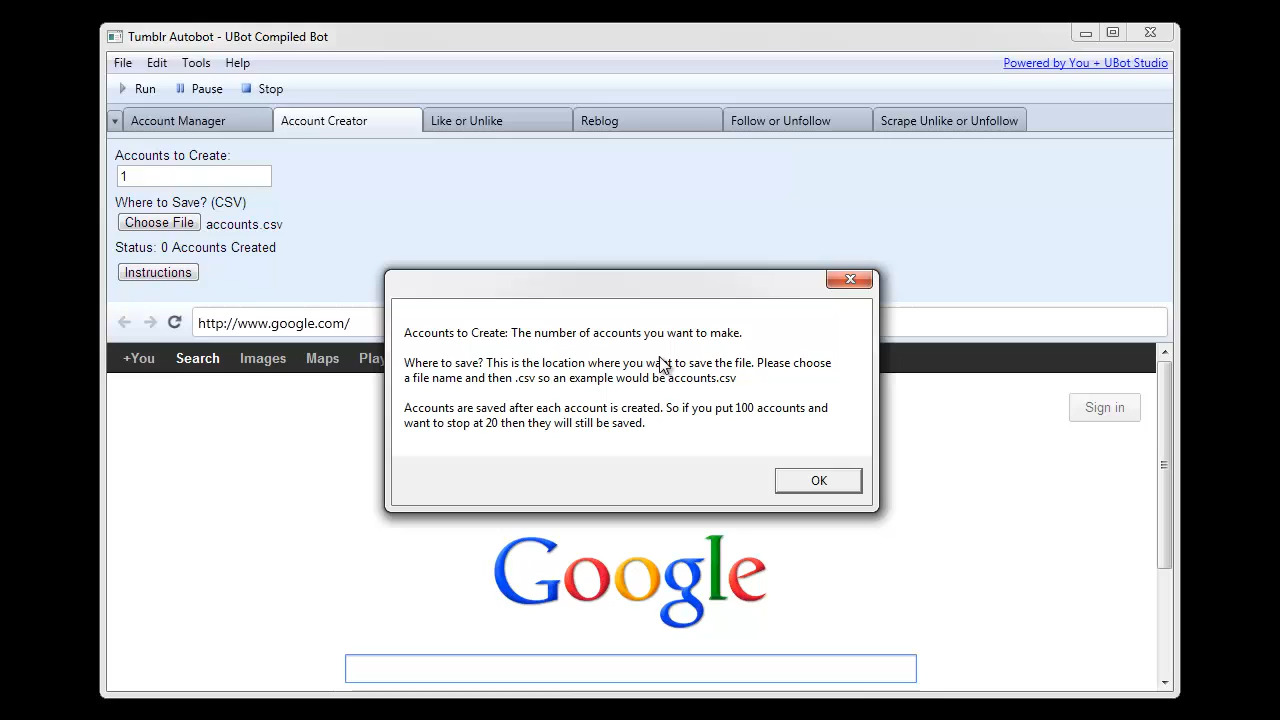 Tumblr Autobot - UBot Compiled Bot
File Edit Tools Help Powered by You + UBot Studio
Run Pause Stop
Account Manager Account Creator Like or Unlike Reblog Follow or Unfollow Scrape Unlike or Unfollow
Accounts to Create:
1
Where to Save? (CSV)
Choose File accounts.csv
Status: 0 Accounts Created
Instructions
http://www.google.com/
+You Search Images Maps Play
Sign in
Accounts to Create: The number of accounts you want to make.
Where to save? This is the location where you want to save the file. Please choose
a file name and then .csv so an example would be accounts.csv
Accounts are saved after each account is created. So if you put 100 accounts and
want to stop at 20 then they will still be saved.
OK
Google